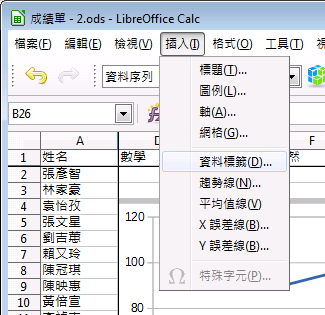 成績單 - 2.ods - LibreOffice Calc
檔案(F) 編輯(E) 檢視(V) 插入(I) 格式(O) 工具(T)
資料序列
標題(T)...
圖例(L)...
軸(A)...
網格(G)...
資料標籤(D)...
趨勢線(N)...
平均值線(V)
X 誤差線(B)...
Y 誤差線(B)...
Ω 特殊字元(P)...
B26
A
1 姓名 數學 然
2 張彥智
3 林家豪
4 袁怡孜
5 張文星
6 劉吉蕙
7 賴又玲
8 陳冠琪
9 陳映惠
10 黃倍宣
120
100
80